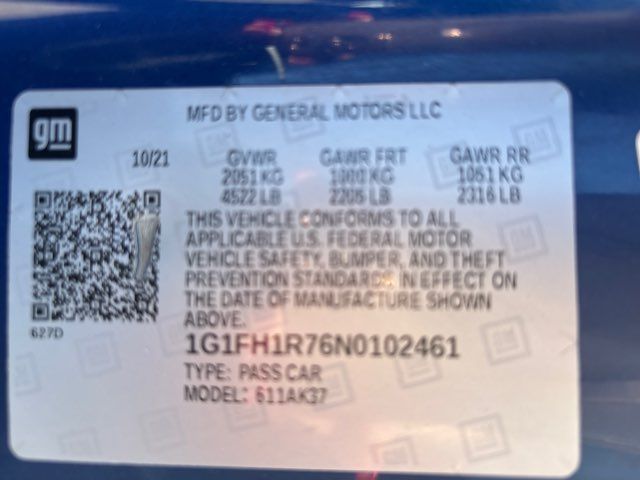 MFD BY GENERAL MOTORS LLC
gm
10/21 GVWR GAWR FRT GAWR RR
2051 KG 1000 KG 1051 KG
4522 LB 2205 LB 2316 LB
THIS VEHICLE CONFORMS TO ALL
APPLICABLE U.S. FEDERAL MOTOR
VEHICLE SAFETY, BUMPER, AND THEFT
PREVENTION STANDARDS IN EFFECT ON
THE DATE OF MANUFACTURE SHOWN
ABOVE.
627D
1G1FH1R76N0102461
TYPE: PASS CAR
MODEL: 611AK37